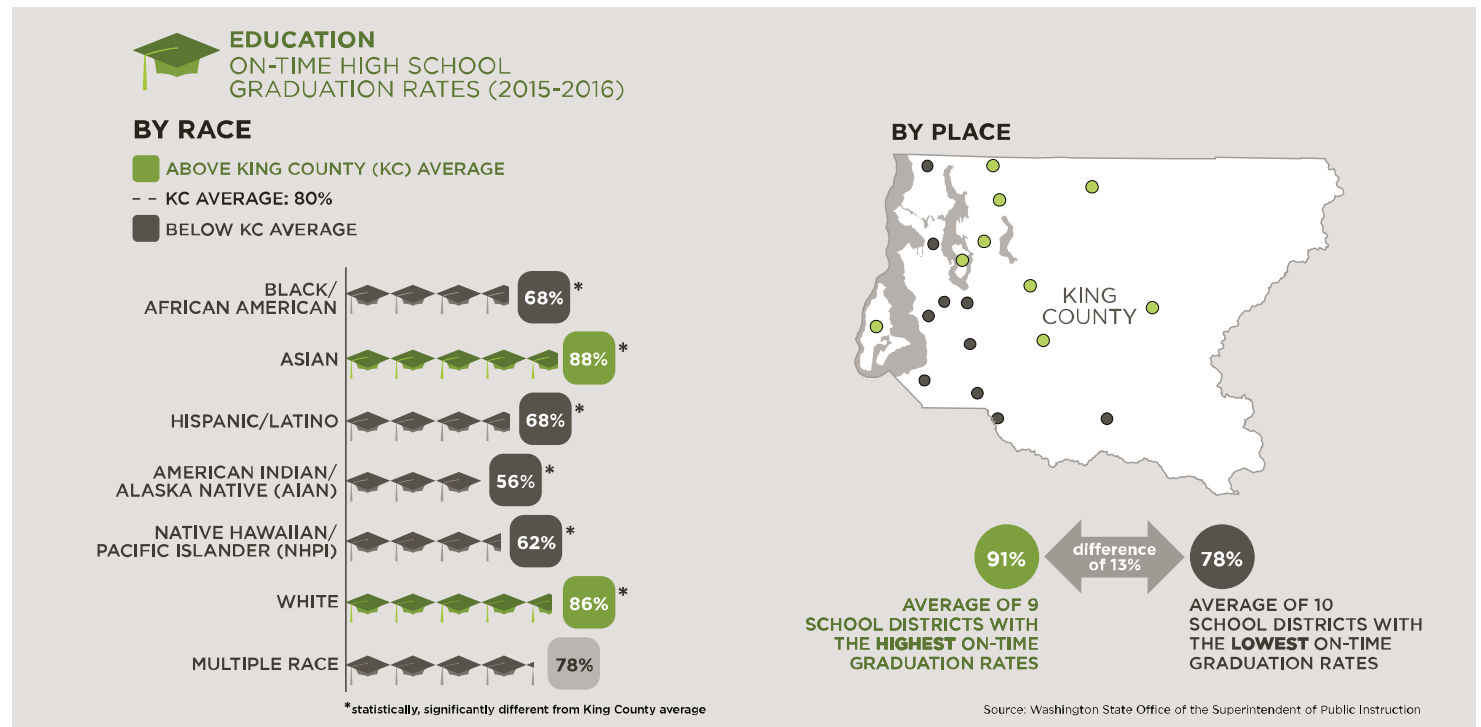 EDUCATION
ON-TIME HIGH SCHOOL
GRADUATION RATES (2015-2016)
BY RACE
ABOVE KING COUNTY (KC) AVERAGE
-- KC AVERAGE: 80%
BELOW KC AVERAGE
BLACK/
AFRICAN AMERICAN
68% *
ASIAN
88% *
HISPANIC/LATINO
68% *
AMERICAN INDIAN/
ALASKA NATIVE (AIAN)
56% *
NATIVE HAWAIIAN/
PACIFIC ISLANDER (NHPI)
62% *
WHITE
86% *
MULTIPLE RACE
78%
*statistically, significantly different from King County average
BY PLACE
KING
COUNTY
91%
difference
of 13%
78%
AVERAGE OF 9
SCHOOL DISTRICTS WITH
THE HIGHEST ON-TIME
GRADUATION RATES
AVERAGE OF 10
SCHOOL DISTRICTS WITH
THE LOWEST ON-TIME
GRADUATION RATES
Source: Washington State Office of the Superintendent of Public Instruction